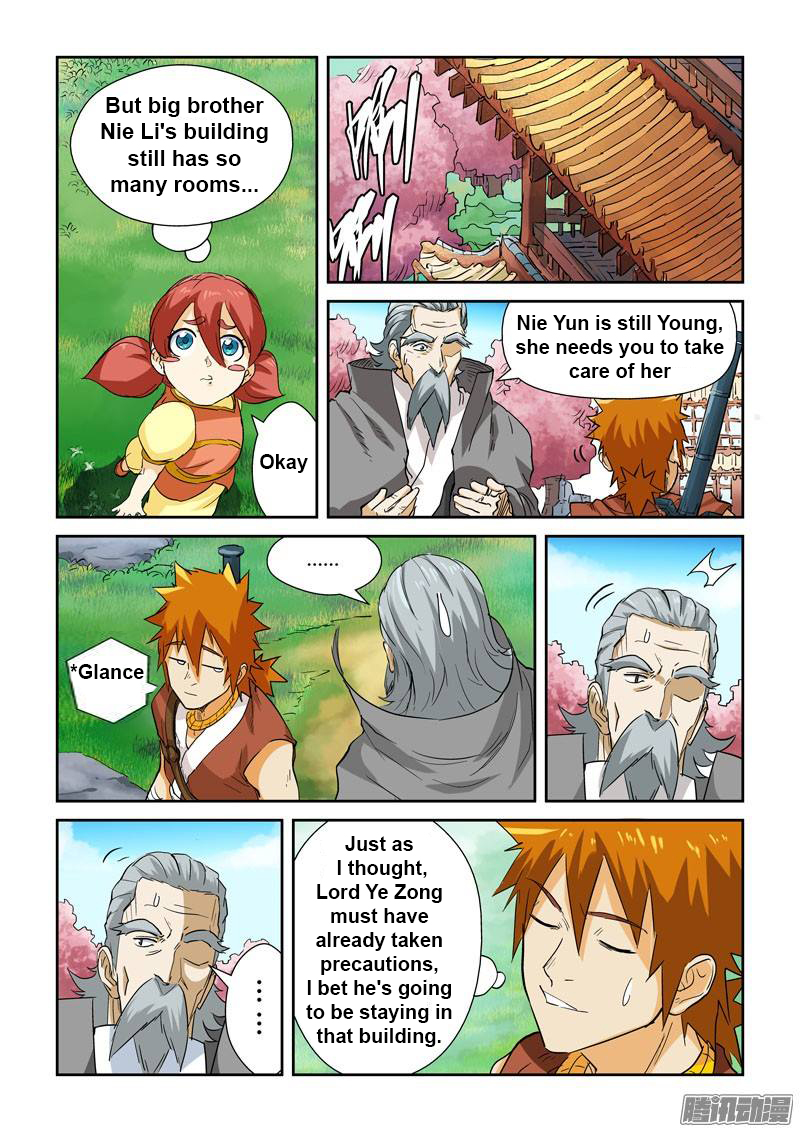 But big brother
Nie Li's building
still has so
many rooms...
Okay
Nie Yun is still Young,
she needs you to take
care of her
......
*Glance
......
Just as
I thought,
Lord Ye Zong
must have
already taken
precautions,
I bet he's going
to be staying in
that building.
腾讯动漫